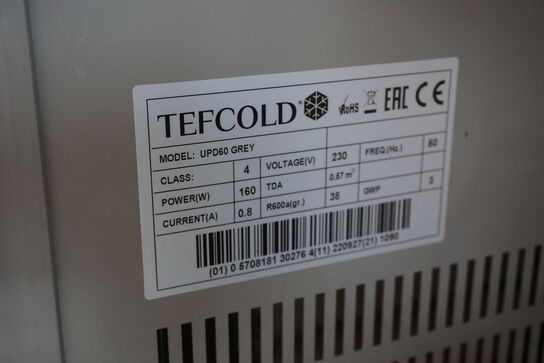 TEFCOLD RoHS EAC CE
MODEL: UPD60 GREY
CLASS: 4 VOLTAGE(V) 230 FREQ.(Hz.) 50
POWER(W) 160 TDA 0.57 m²
CURRENT(A) 0.8 R600a(gr.) 38 GWP 3
(01) 0 5708181 30276 4(11) 220927(21) 1090